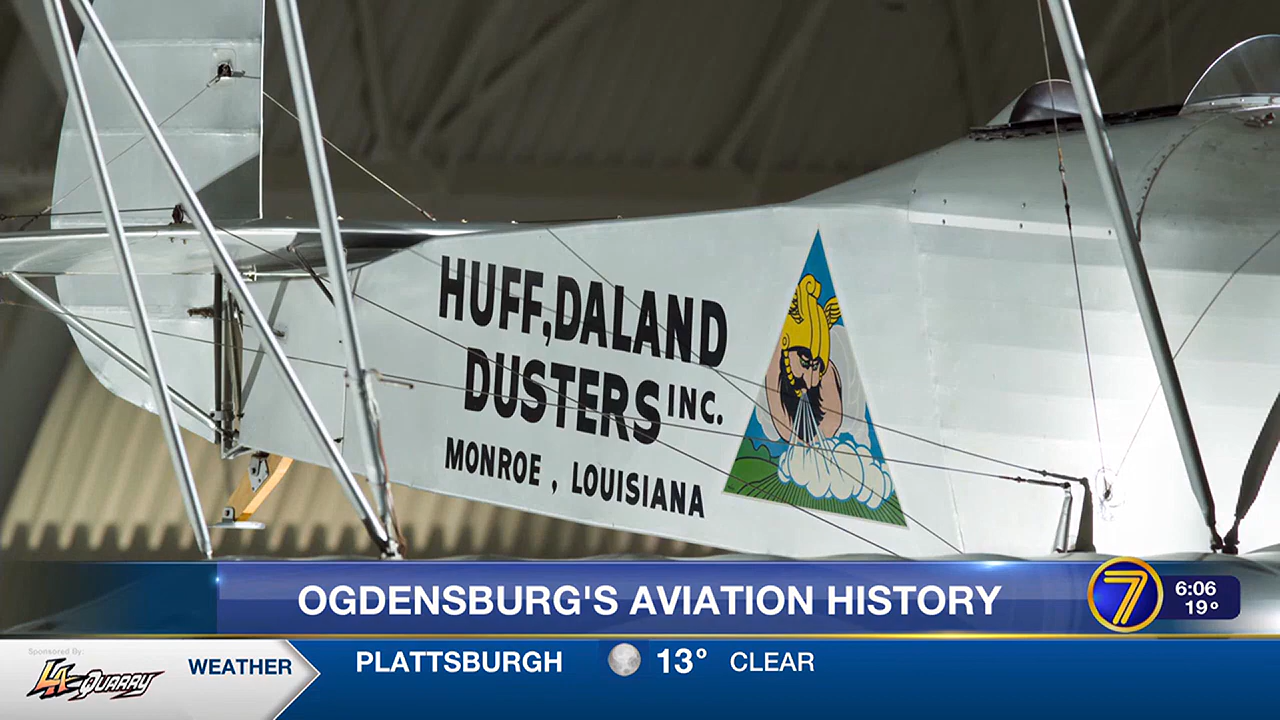 HUFF, DALAND
DUSTERS INC.
MONROE, LOUISIANA
OGDENSBURG'S AVIATION HISTORY
7
6:06
19°
Sponsored By:
LA QUARRY
WEATHER
PLATTSBURGH 13° CLEAR